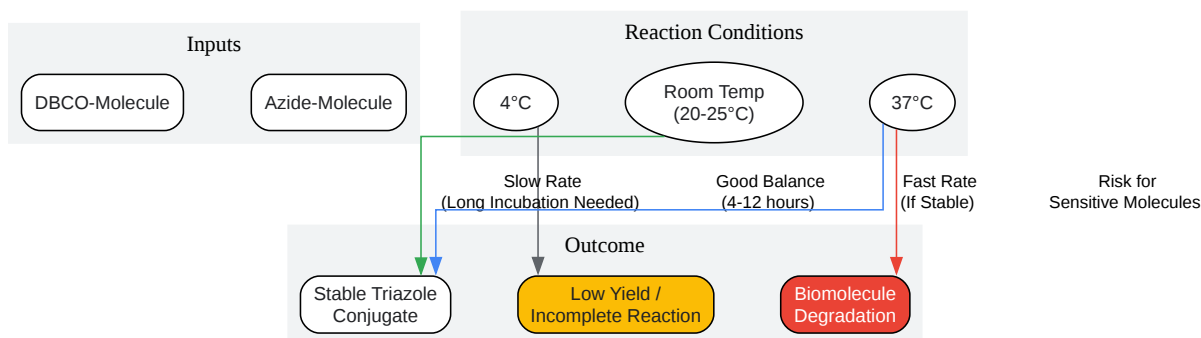 Inputs
Reaction Conditions
DBCO-Molecule
Azide-Molecule
4°C
Room Temp
(20-25°C)
37°C
Slow Rate
(Long Incubation Needed)
Good Balance
(4-12 hours)
Fast Rate
(If Stable)
Risk for
Sensitive Molecules
Outcome
Stable Triazole
Conjugate
Low Yield /
Incomplete Reaction
Biomolecule
Degradation